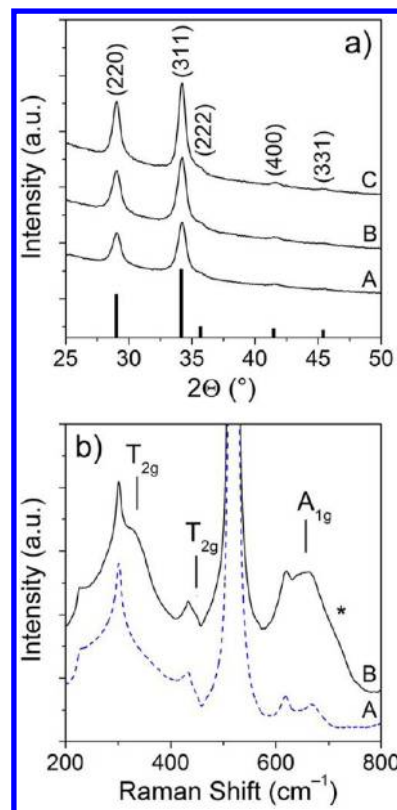 a)
(220)
(311)
(222)
(400)
(331)
C
B
A
Intensity (a.u.)
25 30 35 40 45 50
2Θ (°)
b)
T2g
T2g
A1g
*
B
A
Intensity (a.u.)
200 400 600 800
Raman Shift (cm⁻¹)